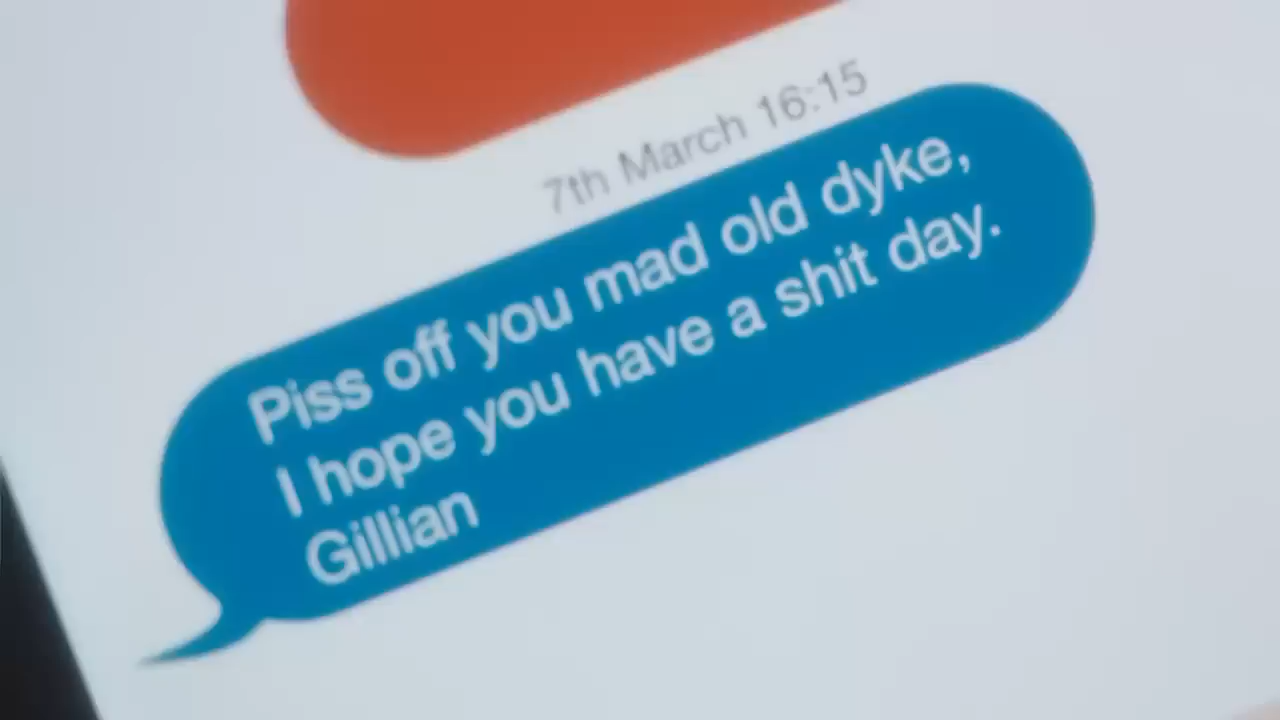 7th March 16:15
Piss off you mad old dyke,
I hope you have a shit day.
Gillian